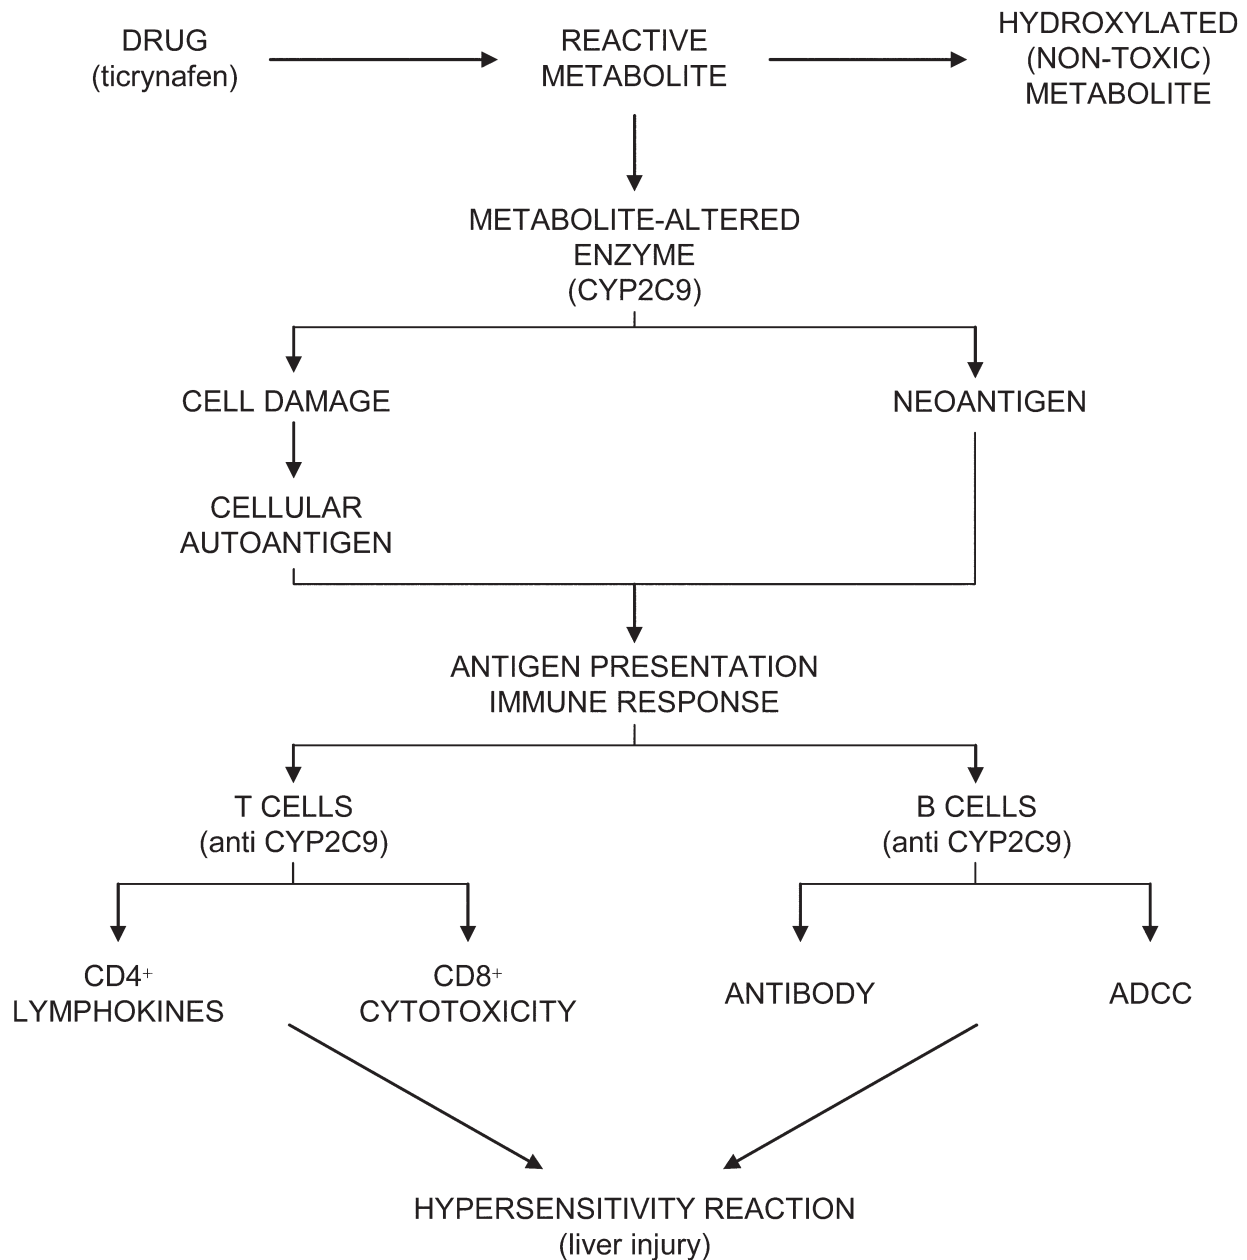 DRUG
(ticrynafen)
REACTIVE
METABOLITE
HYDROXYLATED
(NON-TOXIC)
METABOLITE
METABOLITE-ALTERED
ENZYME
(CYP2C9)
CELL DAMAGE
NEOANTIGEN
CELLULAR
AUTOANTIGEN
ANTIGEN PRESENTATION
IMMUNE RESPONSE
T CELLS
(anti CYP2C9)
B CELLS
(anti CYP2C9)
CD4⁺
LYMPHOKINES
CD8⁺
CYTOTOXICITY
ANTIBODY
ADCC
HYPERSENSITIVITY REACTION
(liver injury)